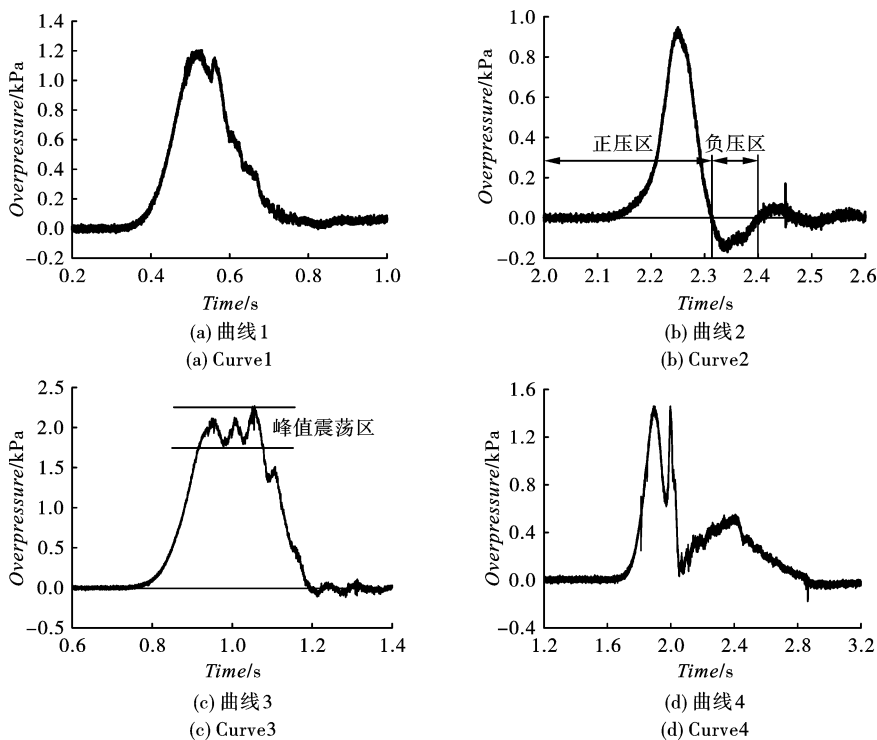 1.4
1.2
1.0
0.8
0.6
0.4
0.2
0.0
−0.2
Overpressure/kPa
0.2 0.4 0.6 0.8 1.0
Time/s
(a) 曲线1
(a) Curve1
1.0
0.8
0.6
0.4
0.2
0.0
−0.2
Overpressure/kPa
正压区 负压区
2.0 2.1 2.2 2.3 2.4 2.5 2.6
Time/s
(b) 曲线2
(b) Curve2
2.5
2.0
1.5
1.0
0.5
0.0
−0.5
Overpressure/kPa
峰值震荡区
0.6 0.8 1.0 1.2 1.4
Time/s
(c) 曲线3
(c) Curve3
1.6
1.2
0.8
0.4
0.0
−0.4
Overpressure/kPa
1.2 1.6 2.0 2.4 2.8 3.2
Time/s
(d) 曲线4
(d) Curve4